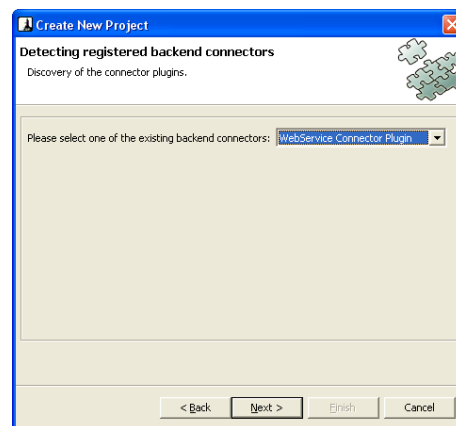 Create New Project
Detecting registered backend connectors
Discovery of the connector plugins.
Please select one of the existing backend connectors: WebService Connector Plugin
< Back Next > Finish Cancel